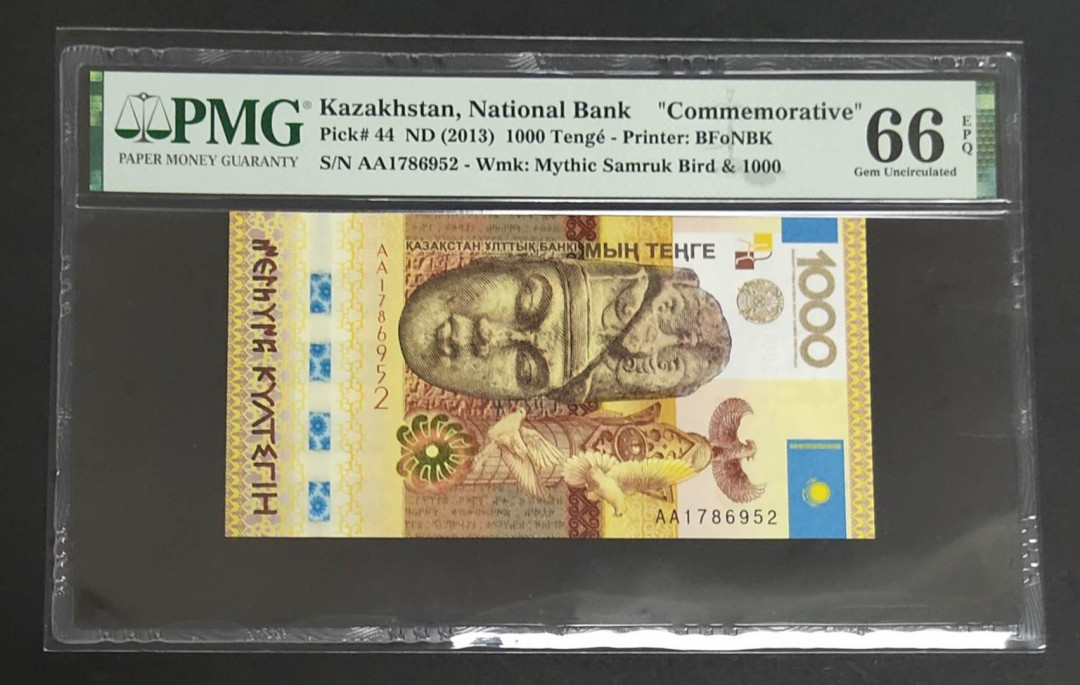 PMG®
PAPER MONEY GUARANTY
Kazakhstan, National Bank "Commemorative"
Pick# 44 ND (2013) 1000 Tengé - Printer: BFoNBK
S/N AA1786952 - Wmk: Mythic Samruk Bird & 1000
66
EPQ
Gem Uncirculated
ҚАЗАҚСТАН ҰЛТТЫҚ БАНКІ
МЫҢ ТЕҢГЕ
1000
AA1786952
КҮЛТЕГІН
AA1786952